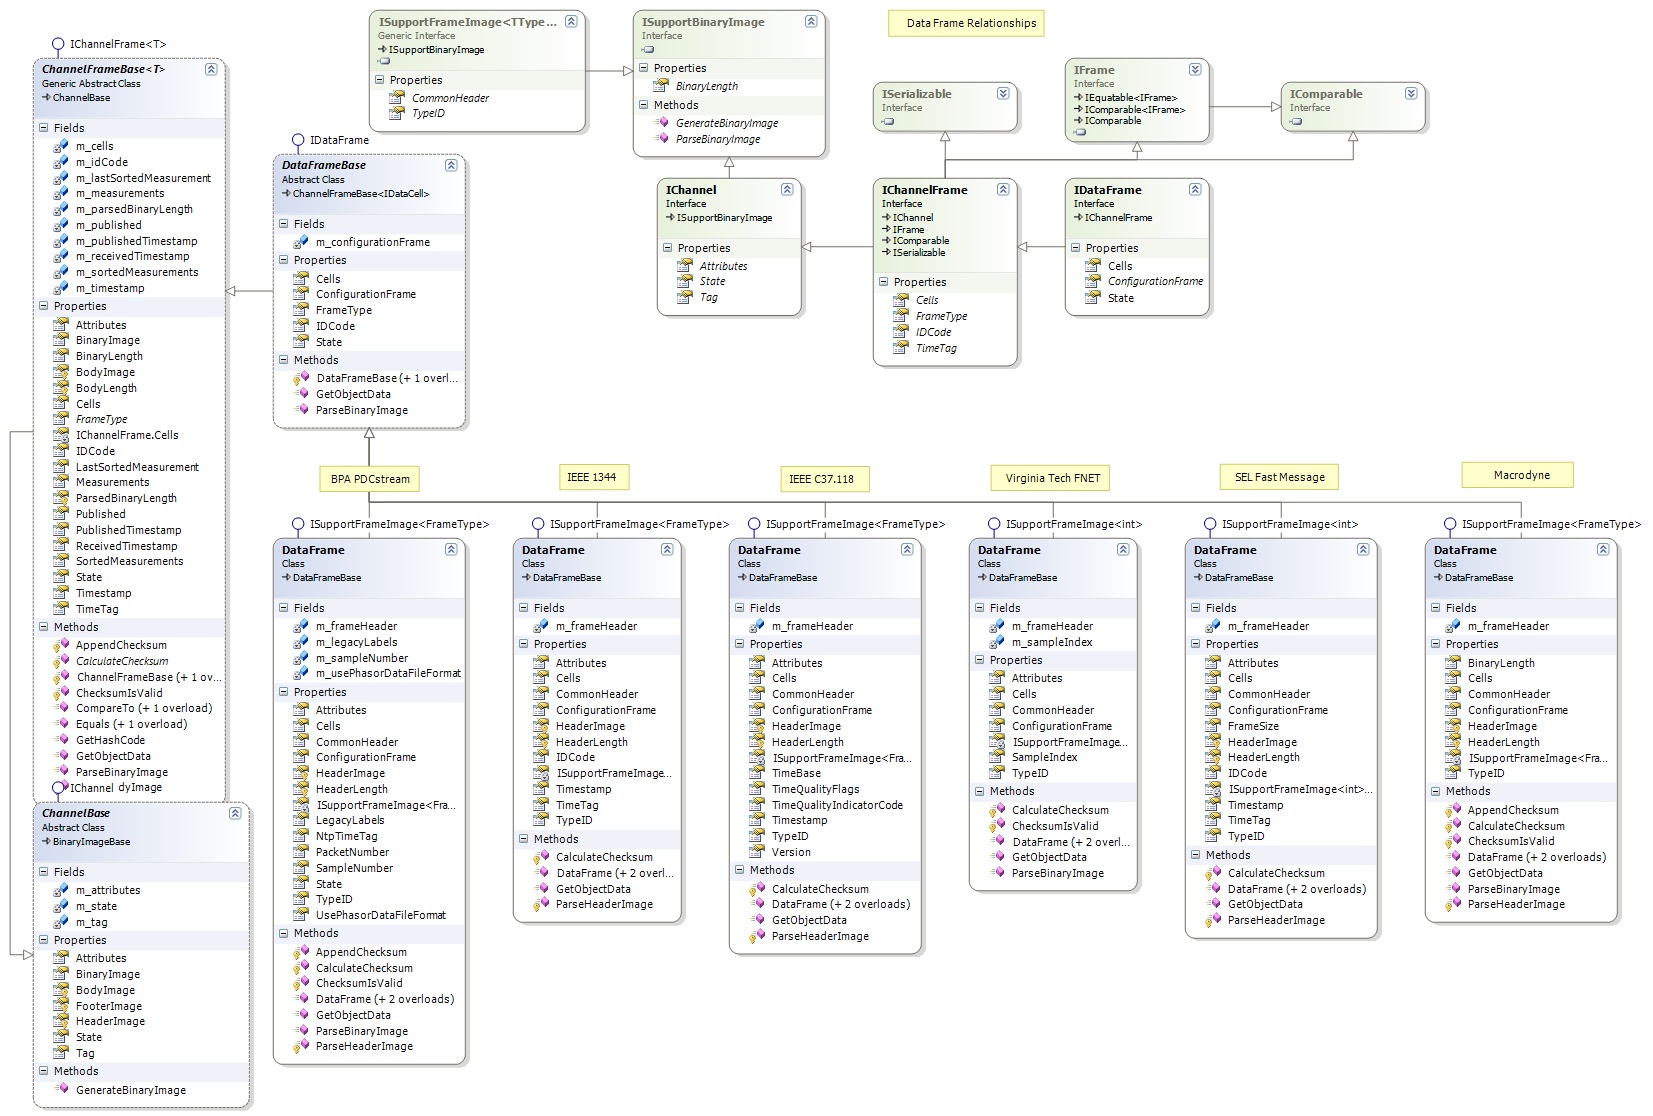 Data Frame Relationships
IChannelFrame<T>
ChannelFrameBase<T>
Generic Abstract Class
ChannelBase
Fields
m_cells
m_idCode
m_lastSortedMeasurement
m_measurements
m_parsedBinaryLength
m_published
m_publishedTimestamp
m_receivedTimestamp
m_sortedMeasurements
m_timestamp
Properties
Attributes
BinaryImage
BinaryLength
BodyImage
BodyLength
Cells
FrameType
IChannelFrame.Cells
IDCode
LastSortedMeasurement
Measurements
ParsedBinaryLength
Published
PublishedTimestamp
ReceivedTimestamp
SortedMeasurements
State
Timestamp
TimeTag
Methods
AppendChecksum
CalculateChecksum
ChannelFrameBase (+ 1 ov...
ChecksumIsValid
CompareTo (+ 1 overload)
Equals (+ 1 overload)
GetHashCode
GetObjectData
ParseBinaryImage
dyImage
IChannel
ChannelBase
Abstract Class
BinaryImageBase
Fields
m_attributes
m_state
m_tag
Properties
Attributes
BinaryImage
BodyImage
FooterImage
HeaderImage
State
Tag
Methods
GenerateBinaryImage
IDataFrame
DataFrameBase
Abstract Class
ChannelFrameBase<IDataCell>
Fields
m_configurationFrame
Properties
Cells
ConfigurationFrame
FrameType
IDCode
State
Methods
DataFrameBase (+ 1 overl...
GetObjectData
ParseBinaryImage
ISupportFrameImage<TType...
Generic Interface
ISupportBinaryImage
Properties
CommonHeader
TypeID
ISupportBinaryImage
Interface
Properties
BinaryLength
Methods
GenerateBinaryImage
ParseBinaryImage
IChannel
Interface
ISupportBinaryImage
Properties
Attributes
State
Tag
ISerializable
Interface
IFrame
Interface
IEquatable<IFrame>
IComparable<IFrame>
IComparable
IComparable
Interface
IChannelFrame
Interface
IChannel
IFrame
IComparable
ISerializable
Properties
Cells
FrameType
IDCode
TimeTag
IDataFrame
Interface
IChannelFrame
Properties
Cells
ConfigurationFrame
State
BPA PDCstream
ISupportFrameImage<FrameType>
DataFrame
Class
DataFrameBase
Fields
m_frameHeader
m_legacyLabels
m_sampleNumber
m_usePhasorDataFileFormat
Properties
Attributes
Cells
CommonHeader
ConfigurationFrame
HeaderImage
HeaderLength
ISupportFrameImage<Fra...
LegacyLabels
NtpTimeTag
PacketNumber
SampleNumber
State
TypeID
UsePhasorDataFileFormat
Methods
AppendChecksum
CalculateChecksum
ChecksumIsValid
DataFrame (+ 2 overloads)
GetObjectData
ParseBinaryImage
ParseHeaderImage
IEEE 1344
ISupportFrameImage<FrameType>
DataFrame
Class
DataFrameBase
Fields
m_frameHeader
Properties
Attributes
Cells
CommonHeader
ConfigurationFrame
HeaderImage
HeaderLength
IDCode
ISupportFrameImage...
Timestamp
TimeTag
TypeID
Methods
CalculateChecksum
DataFrame (+ 2 overl...
GetObjectData
ParseHeaderImage
IEEE C37.118
ISupportFrameImage<FrameType>
DataFrame
Class
DataFrameBase
Fields
m_frameHeader
Properties
Attributes
Cells
CommonHeader
ConfigurationFrame
HeaderImage
HeaderLength
ISupportFrameImage<Fra...
TimeBase
TimeQualityFlags
TimeQualityIndicatorCode
Timestamp
TypeID
Version
Methods
CalculateChecksum
DataFrame (+ 2 overloads)
GetObjectData
ParseHeaderImage
Virginia Tech FNET
ISupportFrameImage<int>
DataFrame
Class
DataFrameBase
Fields
m_frameHeader
m_sampleIndex
Properties
Attributes
Cells
CommonHeader
ConfigurationFrame
ISupportFrameImage...
SampleIndex
TypeID
Methods
CalculateChecksum
ChecksumIsValid
DataFrame (+ 2 overl...
GetObjectData
ParseBinaryImage
SEL Fast Message
ISupportFrameImage<int>
DataFrame
Class
DataFrameBase
Fields
m_frameHeader
Properties
Attributes
Cells
CommonHeader
ConfigurationFrame
FrameSize
HeaderImage
HeaderLength
IDCode
ISupportFrameImage<int>...
Timestamp
TimeTag
TypeID
Methods
CalculateChecksum
DataFrame (+ 2 overloads)
GetObjectData
ParseHeaderImage
Macrodyne
ISupportFrameImage<FrameType>
DataFrame
Class
DataFrameBase
Fields
m_frameHeader
Properties
BinaryLength
Cells
CommonHeader
ConfigurationFrame
HeaderImage
HeaderLength
ISupportFrameImage<Fra...
TypeID
Methods
AppendChecksum
CalculateChecksum
ChecksumIsValid
DataFrame (+ 2 overloads)
GetObjectData
ParseBinaryImage
ParseHeaderImage